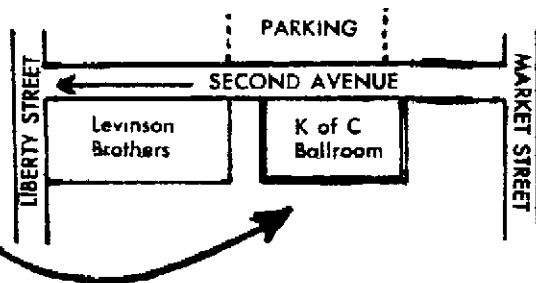 PARKING
SECOND AVENUE
LIBERTY STREET
MARKET STREET
Levinson
Brothers
K of C
Ballroom